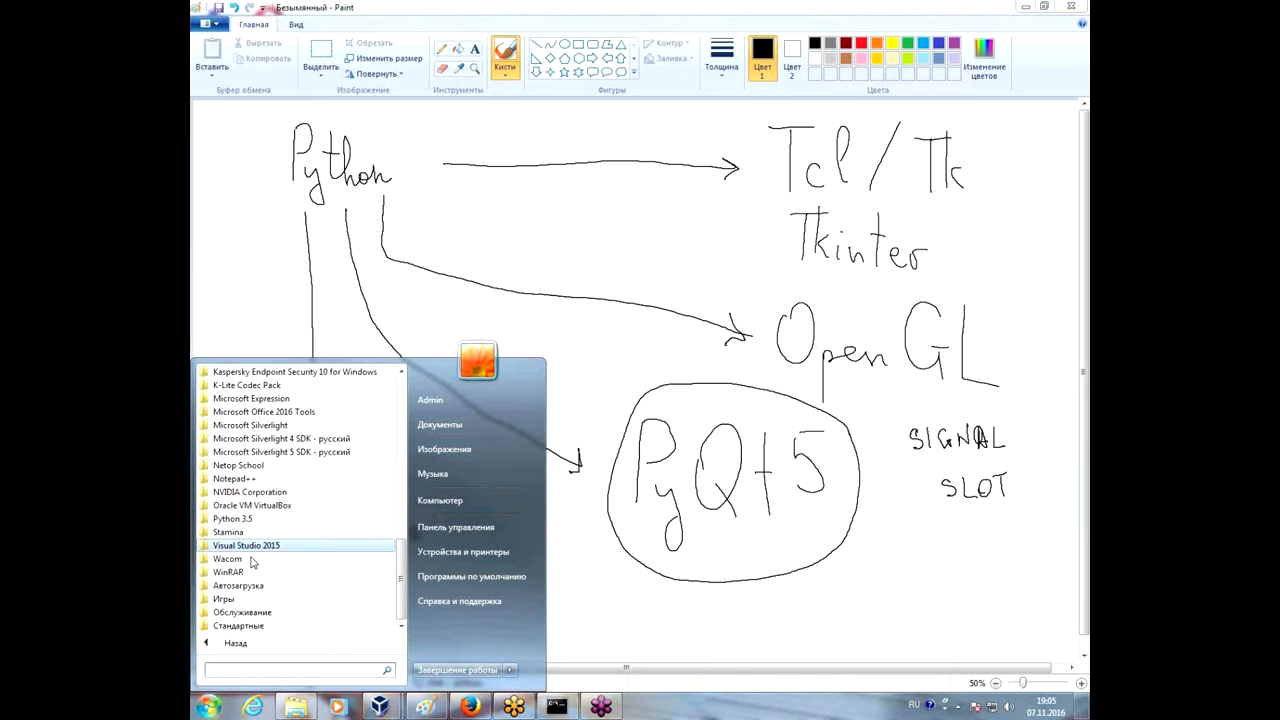 Безымянный - Paint
Главная
Вид
Вставить
Вырезать
Копировать
Буфер обмена
Выделить
Обрезать
Изменить размер
Повернуть
Изображение
A
Инструменты
Кисти
Контур
Заливка
Фигуры
Толщина
Цвет 1
Цвет 2
Изменение цветов
Цвета
Python
Tcl / Tk
Tkinter
Open GL
PyQt5
SIGNAL
SLOT
Kaspersky Endpoint Security 10 for Windows
K-Lite Codec Pack
Microsoft Expression
Microsoft Office 2016 Tools
Microsoft Silverlight
Microsoft Silverlight 4 SDK - русский
Microsoft Silverlight 5 SDK - русский
Netop School
Notepad++
NVIDIA Corporation
Oracle VM VirtualBox
Python 3.5
Stamina
Visual Studio 2015
Wacom
WinRAR
Автозагрузка
Игры
Обслуживание
Стандартные
Назад
Admin
Документы
Изображения
Музыка
Компьютер
Панель управления
Устройства и принтеры
Программы по умолчанию
Справка и поддержка
Завершение работы
50%
RU
19:05
07.11.2016